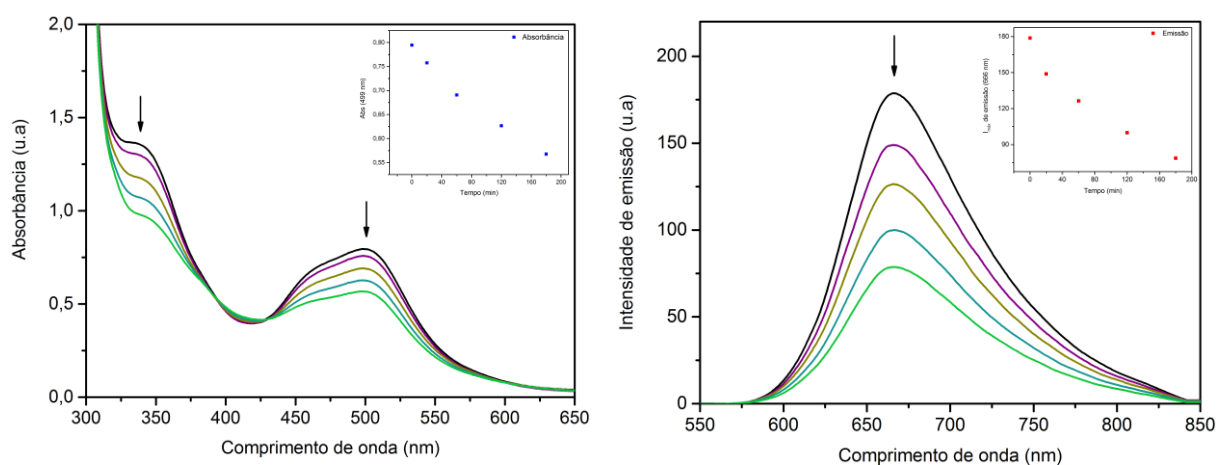 2,0
1,5
1,0
0,5
0,0
300 350 400 450 500 550 600 650
Absorbância (u.a)
Comprimento de onda (nm)
Absorbância
0,80
0,75
0,70
0,65
0,60
0,55
0 40 80 120 160 200
Abs (499 nm)
Tempo (min)
200
150
100
50
0
550 600 650 700 750 800 850
Intensidade de emissão (u.a)
Comprimento de onda (nm)
Emissão
180
150
120
90
0 40 80 120 160 200
de emissão (666 nm)
Tempo (min)